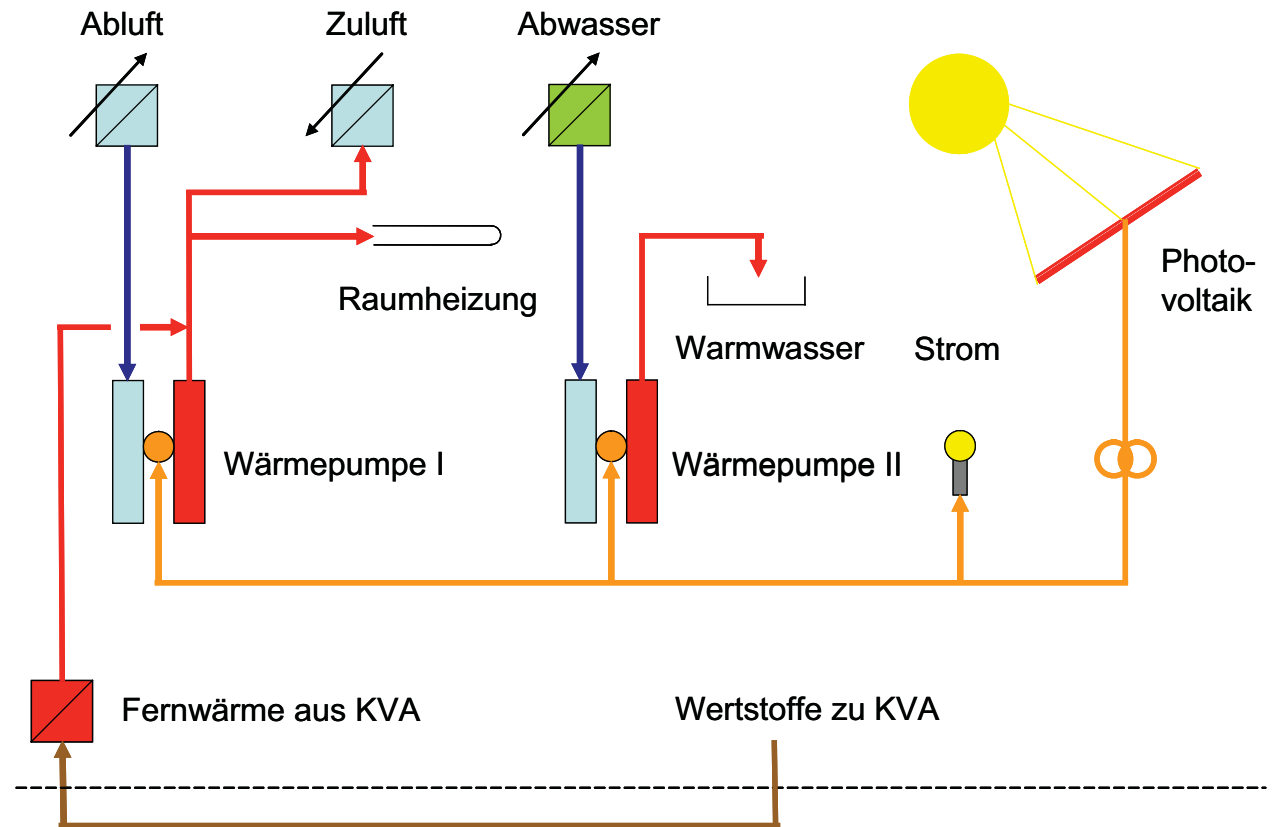 Abluft
Zuluft
Abwasser
Photo-
voltaik
Raumheizung
Warmwasser
Strom
Wärmepumpe I
Wärmepumpe II
Fernwärme aus KVA
Wertstoffe zu KVA